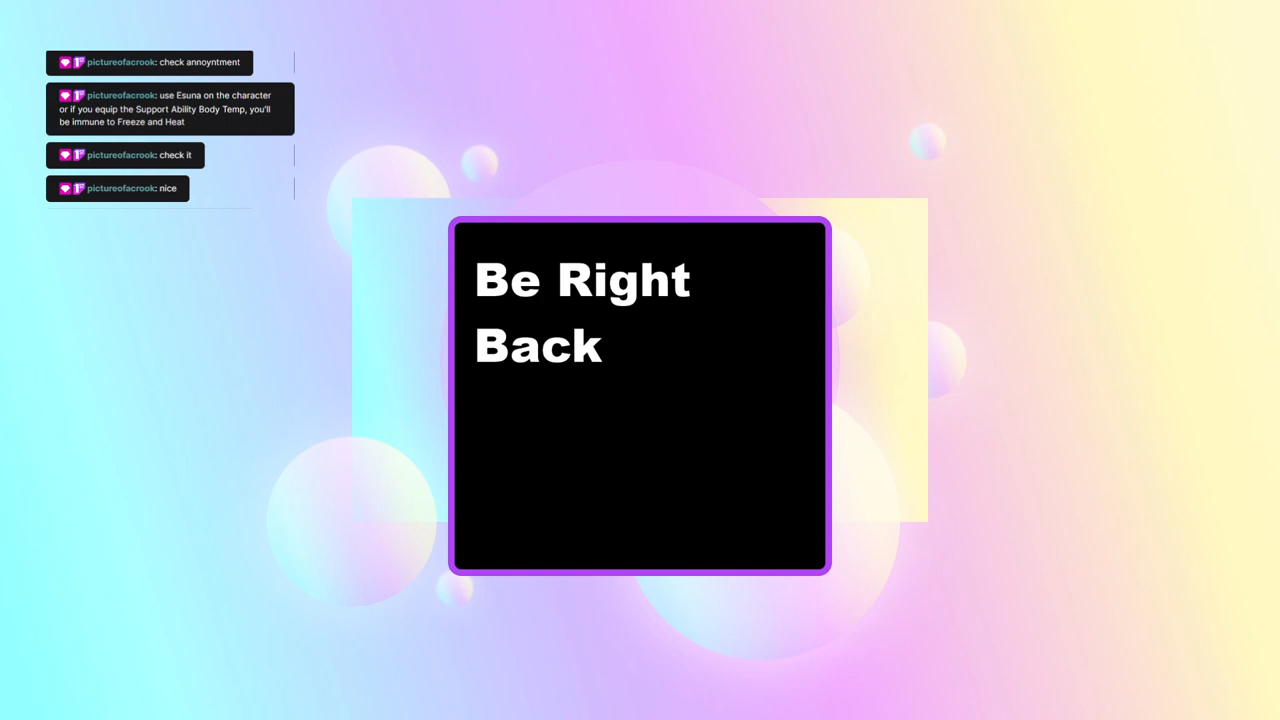 pictureofacrook: check annoyntment
pictureofacrook: use Esuna on the character
or if you equip the Support Ability Body Temp, you'll
be immune to Freeze and Heat
pictureofacrook: check it
pictureofacrook: nice
Be Right
Back